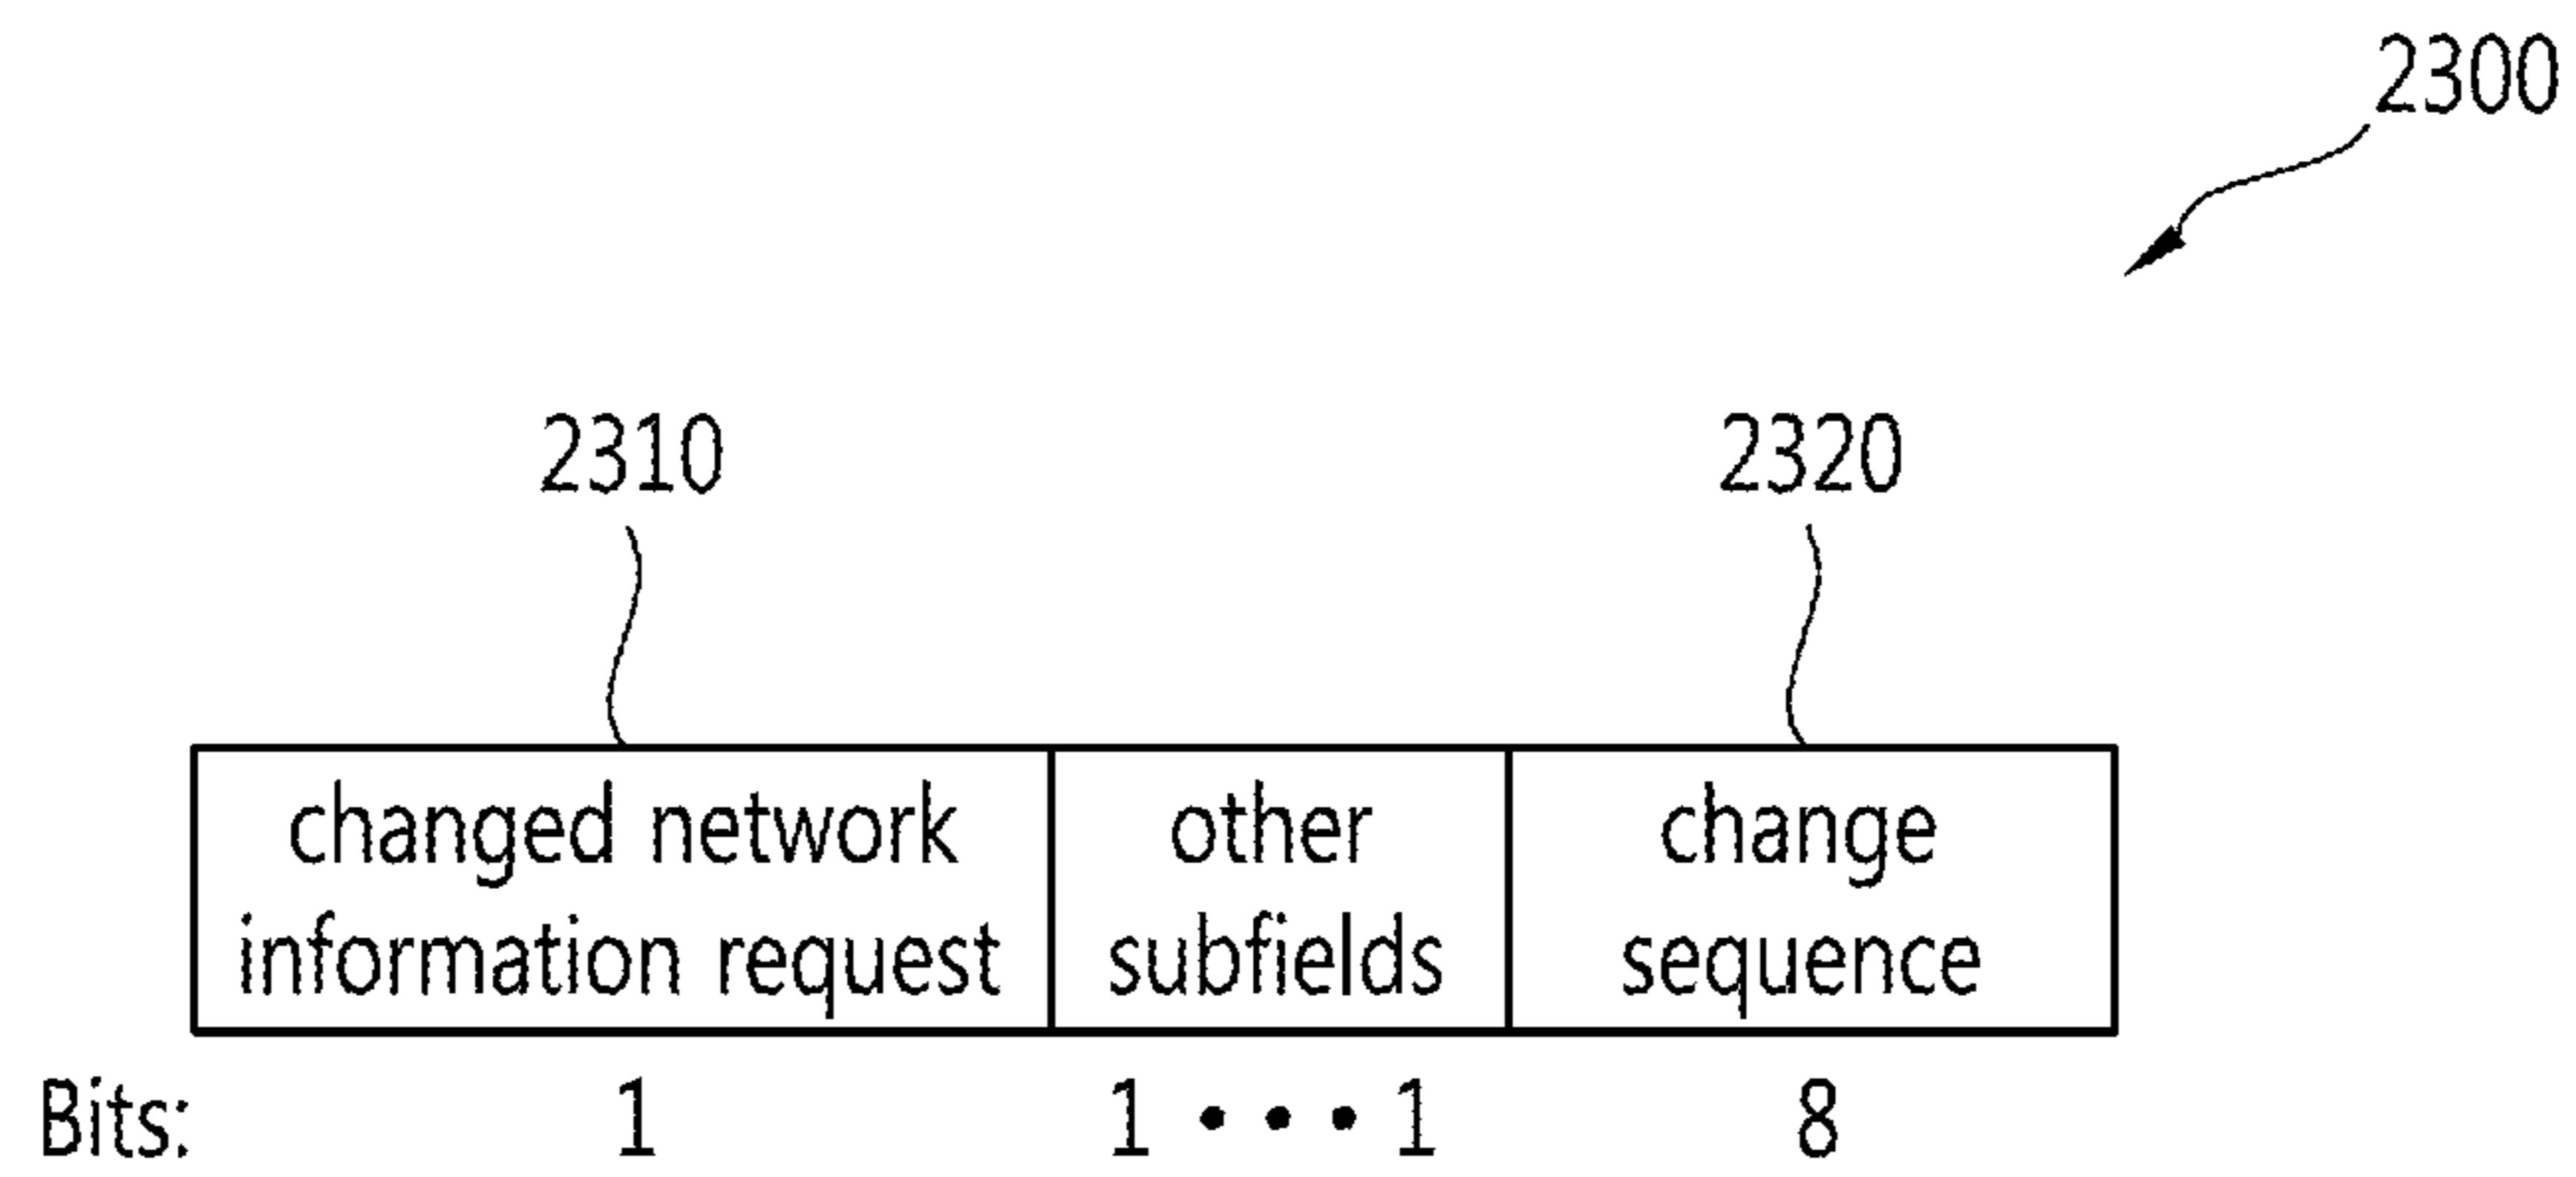 2300
2310 2320
changed network other change
information request subfields sequence
Bits: 1 1 • • • 1 8